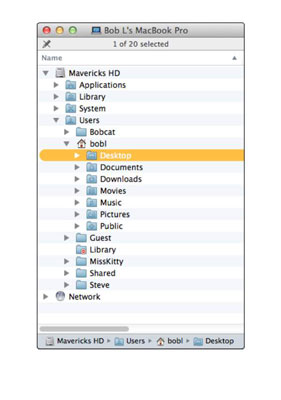 Bob L's MacBook Pro
1 of 20 selected
Name
Mavericks HD
Applications
Library
System
Users
Bobcat
bobl
Desktop
Documents
Downloads
Movies
Music
Pictures
Public
Guest
Library
MissKitty
Shared
Steve
Network
Mavericks HD Users bobl Desktop